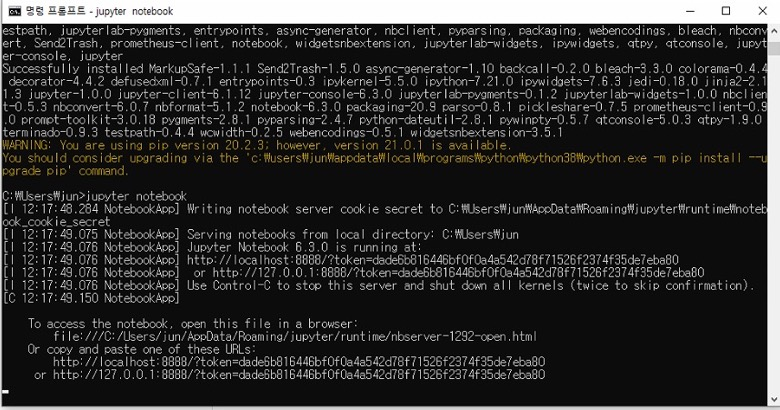 명령 프롬프트 - jupyter notebook
estpath, jupyterlab-pygments, entrypoints, async-generator, nbclient, pyparsing, packaging, webencodings, bleach, nbconv
ert, Send2Trash, prometheus-client, notebook, widgetsnbextension, jupyterlab-widgets, ipywidgets, qtpy, qtconsole, jupyt
er-console, jupyter
Successfully installed MarkupSafe-1.1.1 Send2Trash-1.5.0 async-generator-1.10 backcall-0.2.0 bleach-3.3.0 colorama-0.4.4
 decorator-4.4.2 defusedxml-0.7.1 entrypoints-0.3 ipykernel-5.5.0 ipython-7.21.0 ipywidgets-7.6.3 jedi-0.18.0 jinja2-2.1
1.3 jupyter-1.0.0 jupyter-client-6.1.12 jupyter-console-6.3.0 jupyterlab-pygments-0.1.2 jupyterlab-widgets-1.0.0 nbclien
t-0.5.3 nbconvert-6.0.7 nbformat-5.1.2 notebook-6.3.0 packaging-20.9 parso-0.8.1 pickleshare-0.7.5 prometheus-client-0.9
.0 prompt-toolkit-3.0.18 pygments-2.8.1 pyparsing-2.4.7 python-dateutil-2.8.1 pywinpty-0.5.7 qtconsole-5.0.3 qtpy-1.9.0
terminado-0.9.3 testpath-0.4.4 wcwidth-0.2.5 webencodings-0.5.1 widgetsnbextension-3.5.1
WARNING: You are using pip version 20.2.3; however, version 21.0.1 is available.
You should consider upgrading via the 'c:₩users₩jun₩appdata₩local₩programs₩python₩python38₩python.exe -m pip install --u
pgrade pip' command.
C:₩Users₩jun>jupyter notebook
[I 12:17:48.284 NotebookApp] Writing notebook server cookie secret to C:₩Users₩jun₩AppData₩Roaming₩jupyter₩runtime₩noteb
ook_cookie_secret
[I 12:17:49.075 NotebookApp] Serving notebooks from local directory: C:₩Users₩jun
[I 12:17:49.076 NotebookApp] Jupyter Notebook 6.3.0 is running at:
[I 12:17:49.076 NotebookApp] http://localhost:8888/?token=dade6b816446bf0f0a4a542d78f71526f2374f35de7eba80
[I 12:17:49.076 NotebookApp]  or http://127.0.0.1:8888/?token=dade6b816446bf0f0a4a542d78f71526f2374f35de7eba80
[I 12:17:49.076 NotebookApp] Use Control-C to stop this server and shut down all kernels (twice to skip confirmation).
[C 12:17:49.150 NotebookApp]
To access the notebook, open this file in a browser:
file:///C:/Users/jun/AppData/Roaming/jupyter/runtime/nbserver-1292-open.html
Or copy and paste one of these URLs:
http://localhost:8888/?token=dade6b816446bf0f0a4a542d78f71526f2374f35de7eba80
or http://127.0.0.1:8888/?token=dade6b816446bf0f0a4a542d78f71526f2374f35de7eba80